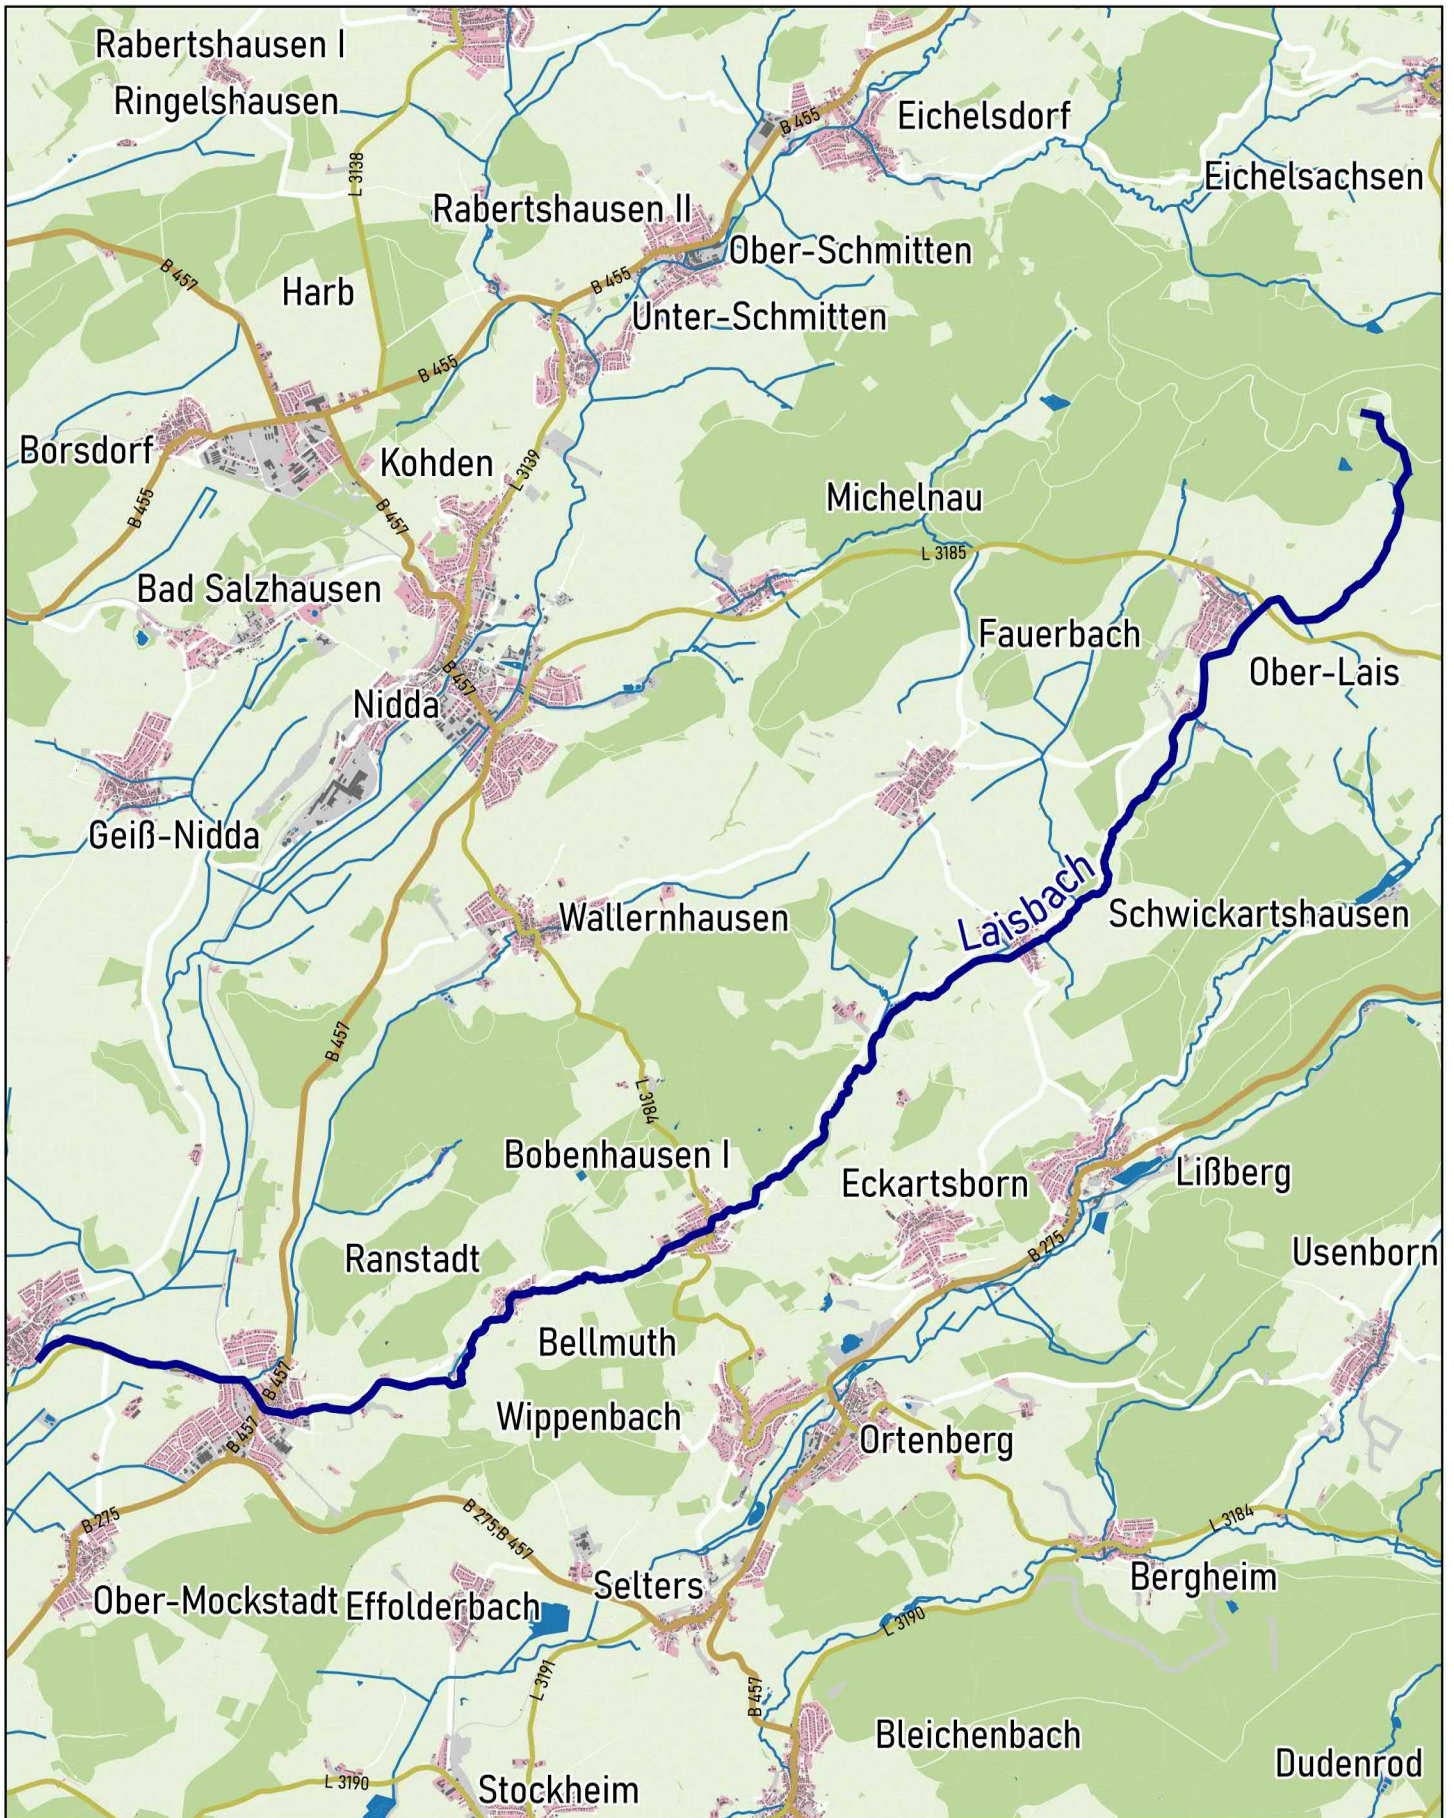 Rabertshausen I
Ringelshausen
B 455
Eichelsdorf
L 3138
Eichelsachsen
Rabertshausen II
Ober-Schmitten
B 457
B 455
Harb
Unter-Schmitten
B 455
Borsdorf
Kohden
L 3139
B 455
B 457
Michelnau
L 3185
Bad Salzhausen
Fauerbach
Ober-Lais
B 457
Nidda
Geiß-Nidda
Laisbach
Wallernhausen
Schwickartshausen
B 457
L 3184
Bobenhausen I
Eckartsborn
Lißberg
B 275
Usenborn
Ranstadt
Bellmuth
B 457
Wippenbach
B 457
Ortenberg
B 275
B 275;B 457
L 3184
Bergheim
Ober-Mockstadt
Effolderbach
Selters
L 3190
L 3191
B 457
Bleichenbach
Dudenrod
L 3190
Stockheim